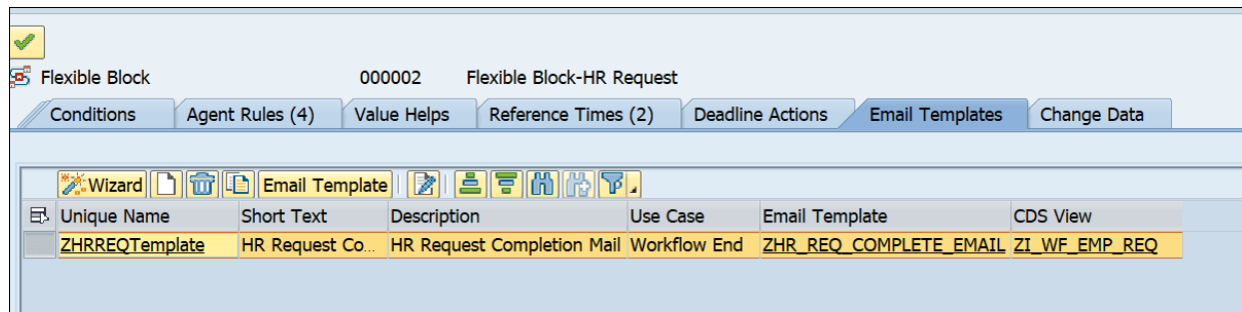 Flexible Block 000002 Flexible Block-HR Request
Conditions Agent Rules (4) Value Helps Reference Times (2) Deadline Actions Email Templates Change Data
Wizard Email Template
Unique Name Short Text Description Use Case Email Template CDS View
ZHRREQTemplate HR Request Co... HR Request Completion Mail Workflow End ZHR_REQ_COMPLETE_EMAIL ZI_WF_EMP_REQ